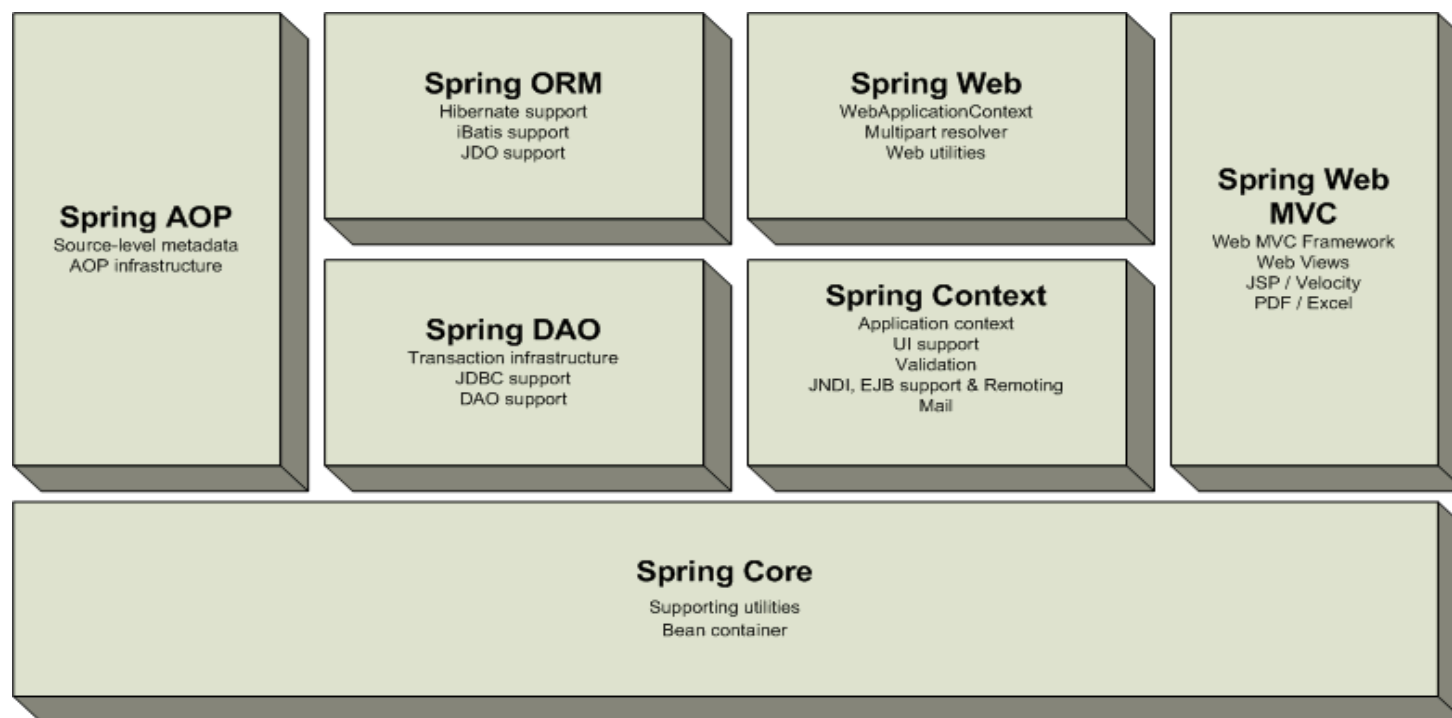 Spring AOP
Source-level metadata
AOP infrastructure
Spring ORM
Hibernate support
iBatis support
JDO support
Spring DAO
Transaction infrastructure
JDBC support
DAO support
Spring Web
WebApplicationContext
Multipart resolver
Web utilities
Spring Context
Application context
UI support
Validation
JNDI, EJB support & Remoting
Mail
Spring Web
MVC
Web MVC Framework
Web Views
JSP / Velocity
PDF / Excel
Spring Core
Supporting utilities
Bean container